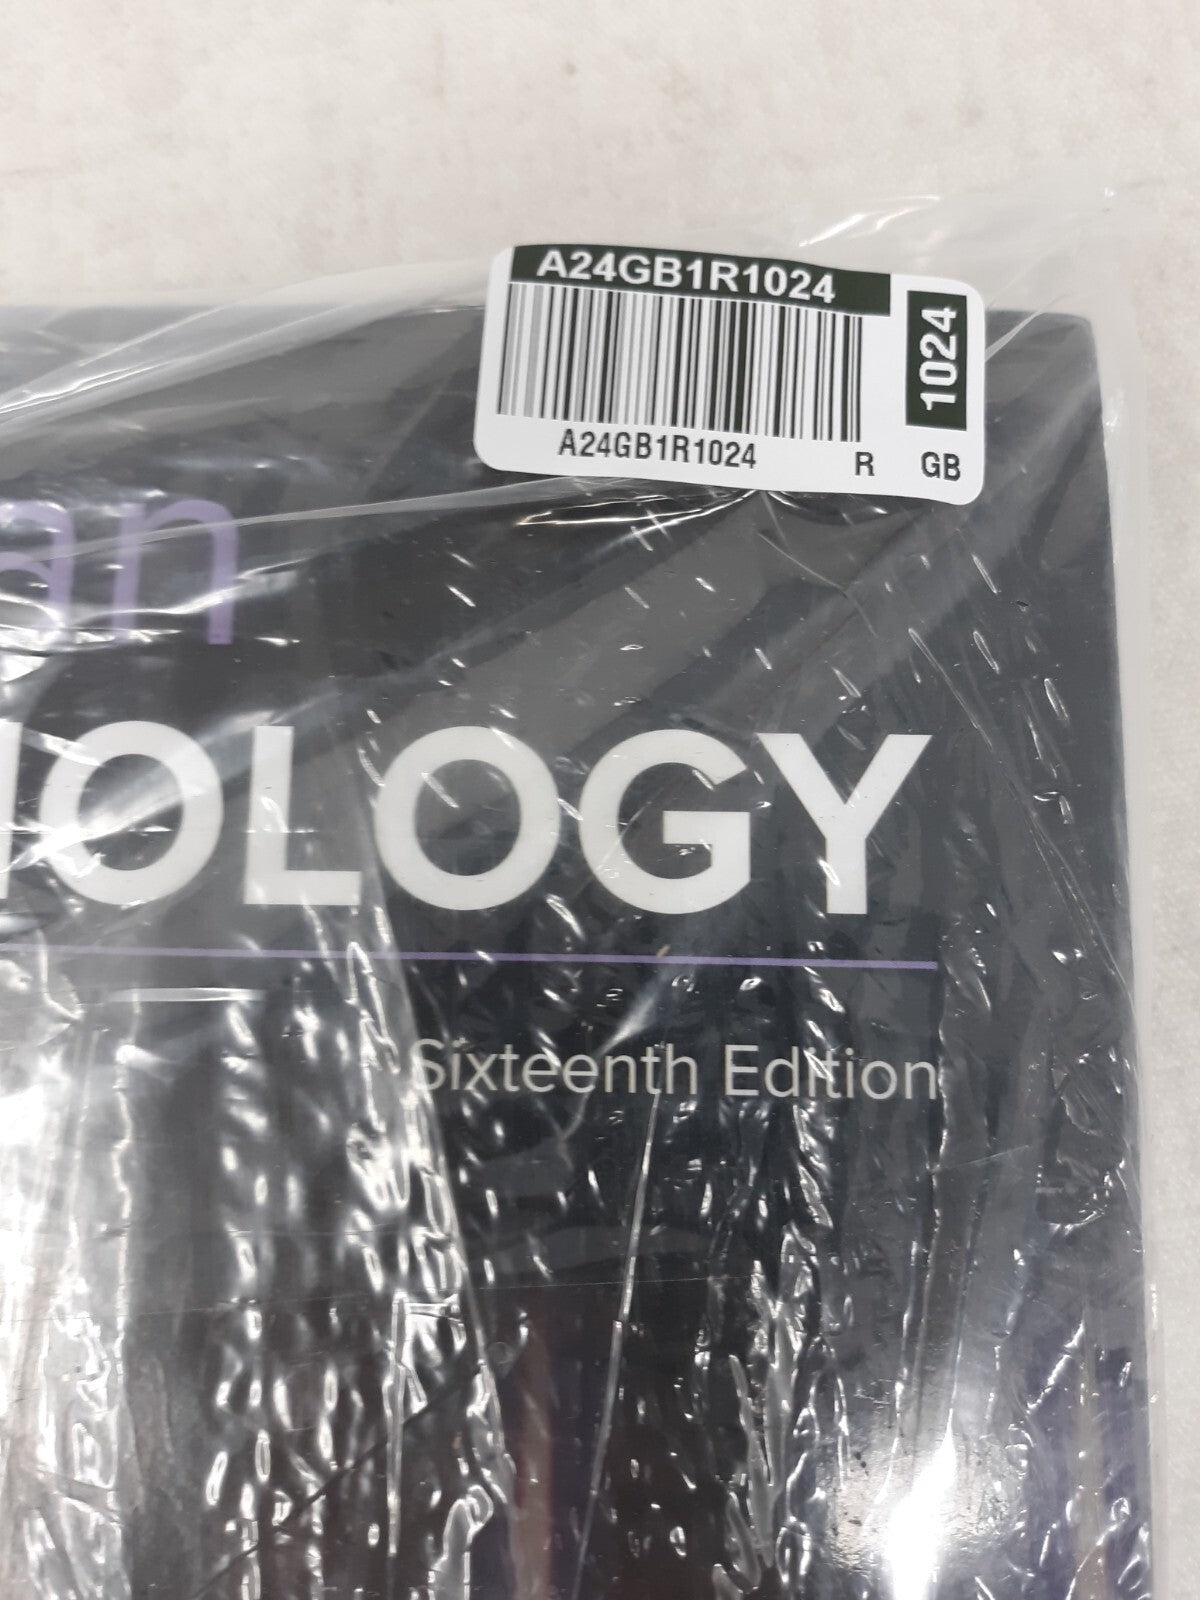 A24GB1R1024
1024
A24GB1R1024 R GB
an
IOLOGY
Sixteenth Edition